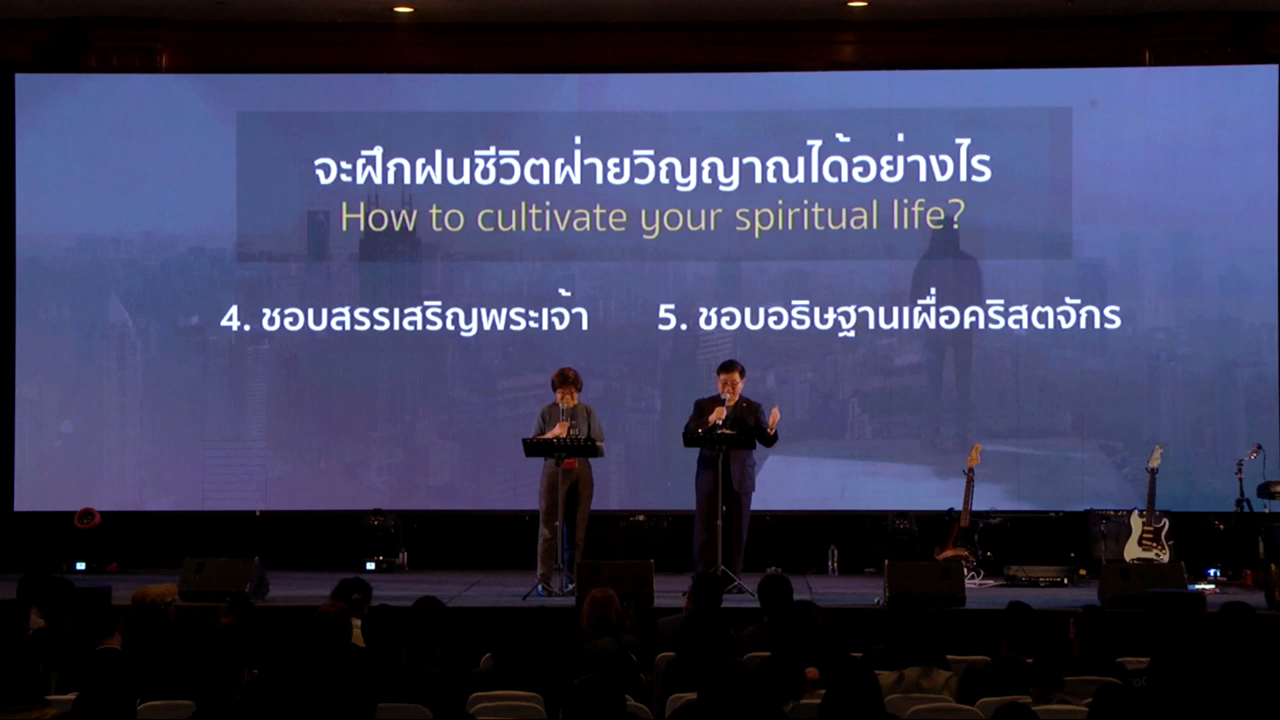 จะฝึกฝนชีวิตฝ่ายวิญญาณได้อย่างไร
How to cultivate your spiritual life?
4. ชอบสรรเสริญพระเจ้า 5. ชอบอธิษฐานเผื่อคริสตจักร